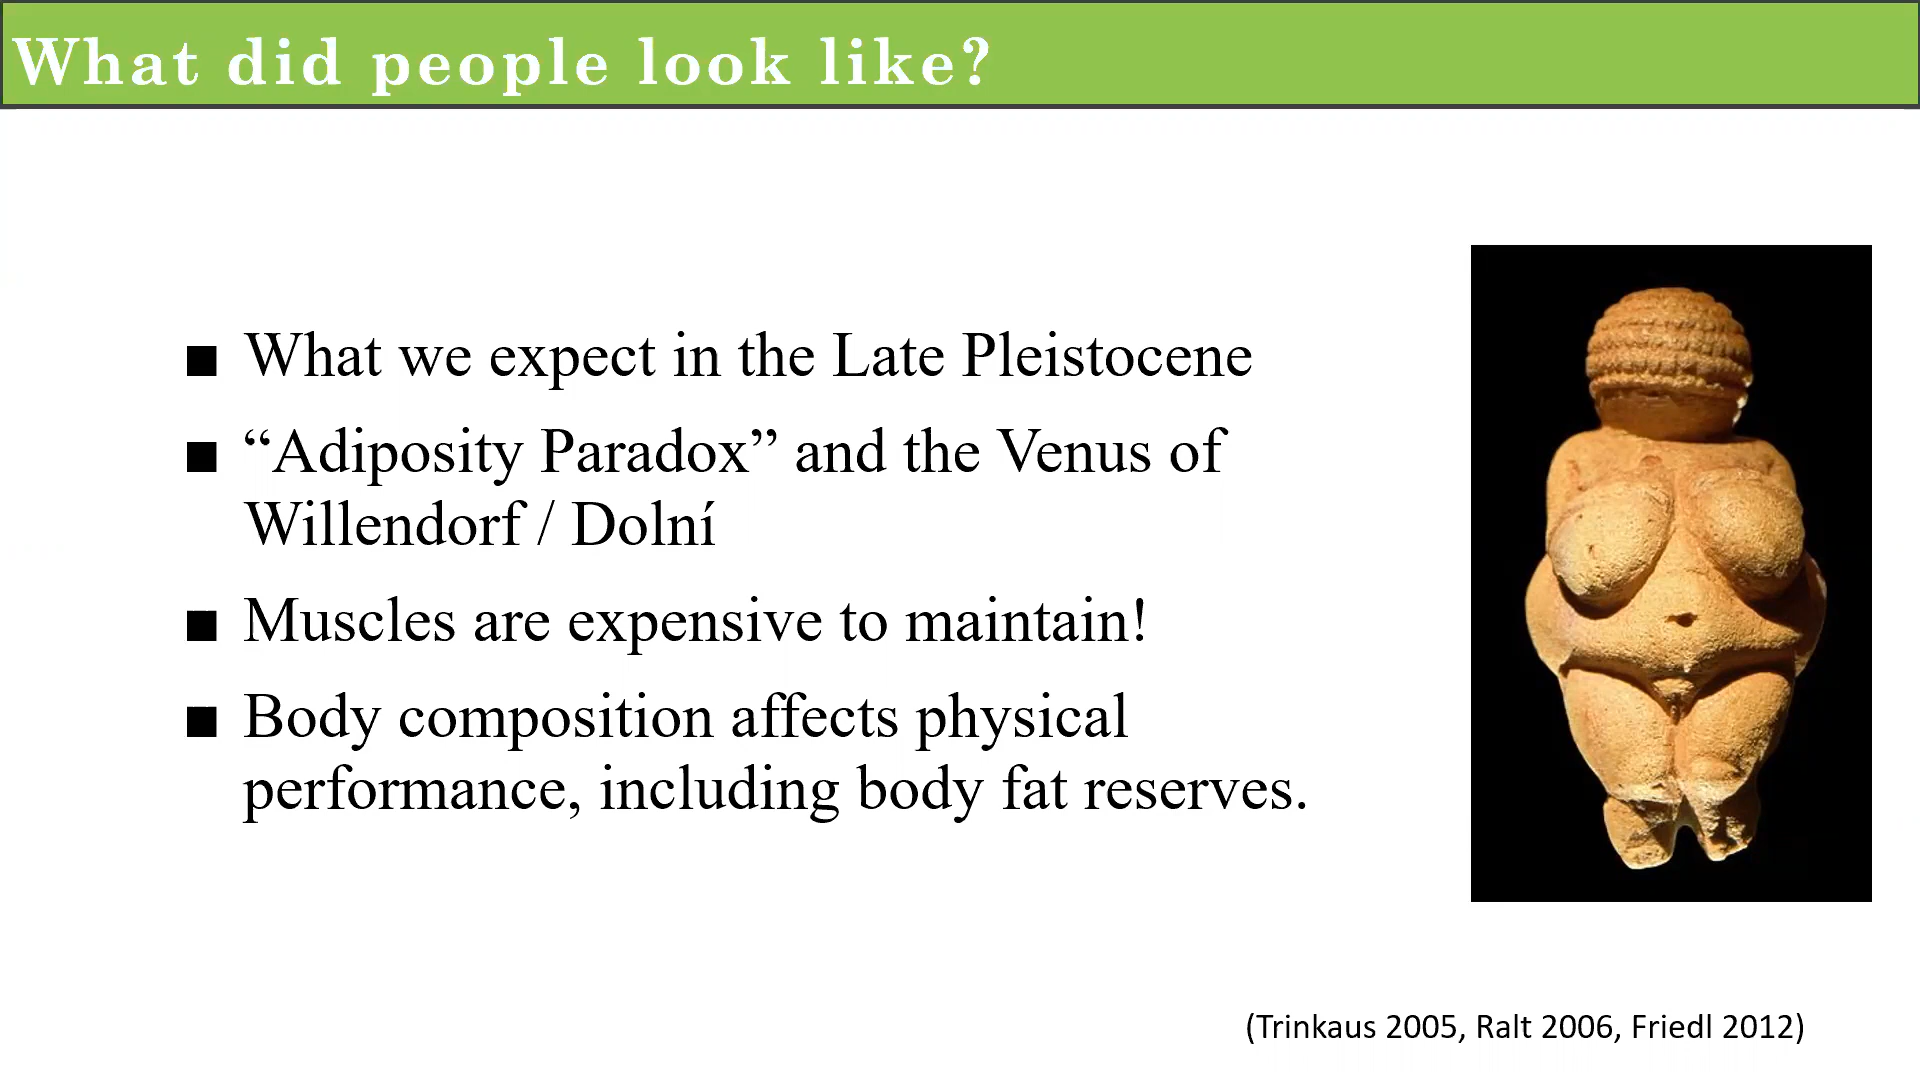 What did people look like?
■ What we expect in the Late Pleistocene
■ “Adiposity Paradox” and the Venus of
Willendorf / Dolní
■ Muscles are expensive to maintain!
■ Body composition affects physical
performance, including body fat reserves.
(Trinkaus 2005, Ralt 2006, Friedl 2012)